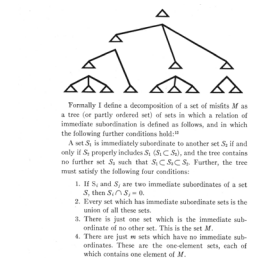 Formally I define a decomposition of a set of misfits M as
a tree (or partly ordered set) of sets in which a relation of
immediate subordination is defined as follows, and in which
the following further conditions hold:¹²
A set S₁ is immediately subordinate to another set S₂ if and
only if S₂ properly includes S₁ (S₁⊂S₂), and the tree contains
no further set S₃ such that S₁⊂S₃⊂S₂. Further, the tree
must satisfy the following four conditions:
1. If Sᵢ and Sⱼ are two immediate subordinates of a set
S, then Sᵢ∩Sⱼ = 0.
2. Every set which has immediate subordinate sets is the
union of all these sets.
3. There is just one set which is the immediate sub-
ordinate of no other set. This is the set M.
4. There are just m sets which have no immediate sub-
ordinates. These are the one-element sets, each of
which contains one element of M.